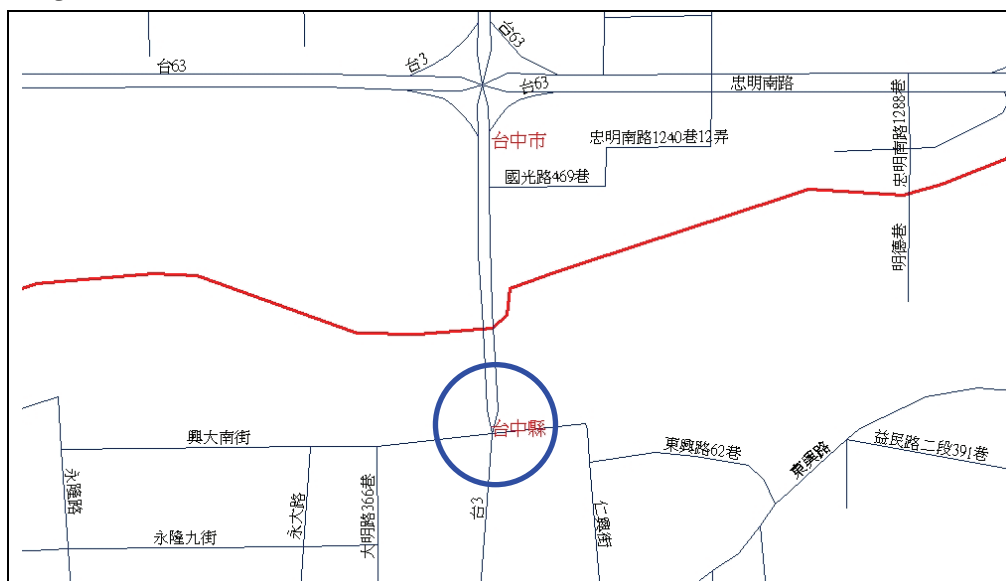 台63
台3
台63
台63
忠明南路
台中市
忠明南路1240巷12弄
忠明南路1288巷
國光路469巷
明德巷
台中縣
興大南街
東興路62巷
東興路
益民路二段391巷
永隆路
永大路
大明路366巷
台3
仁興街
永隆九街